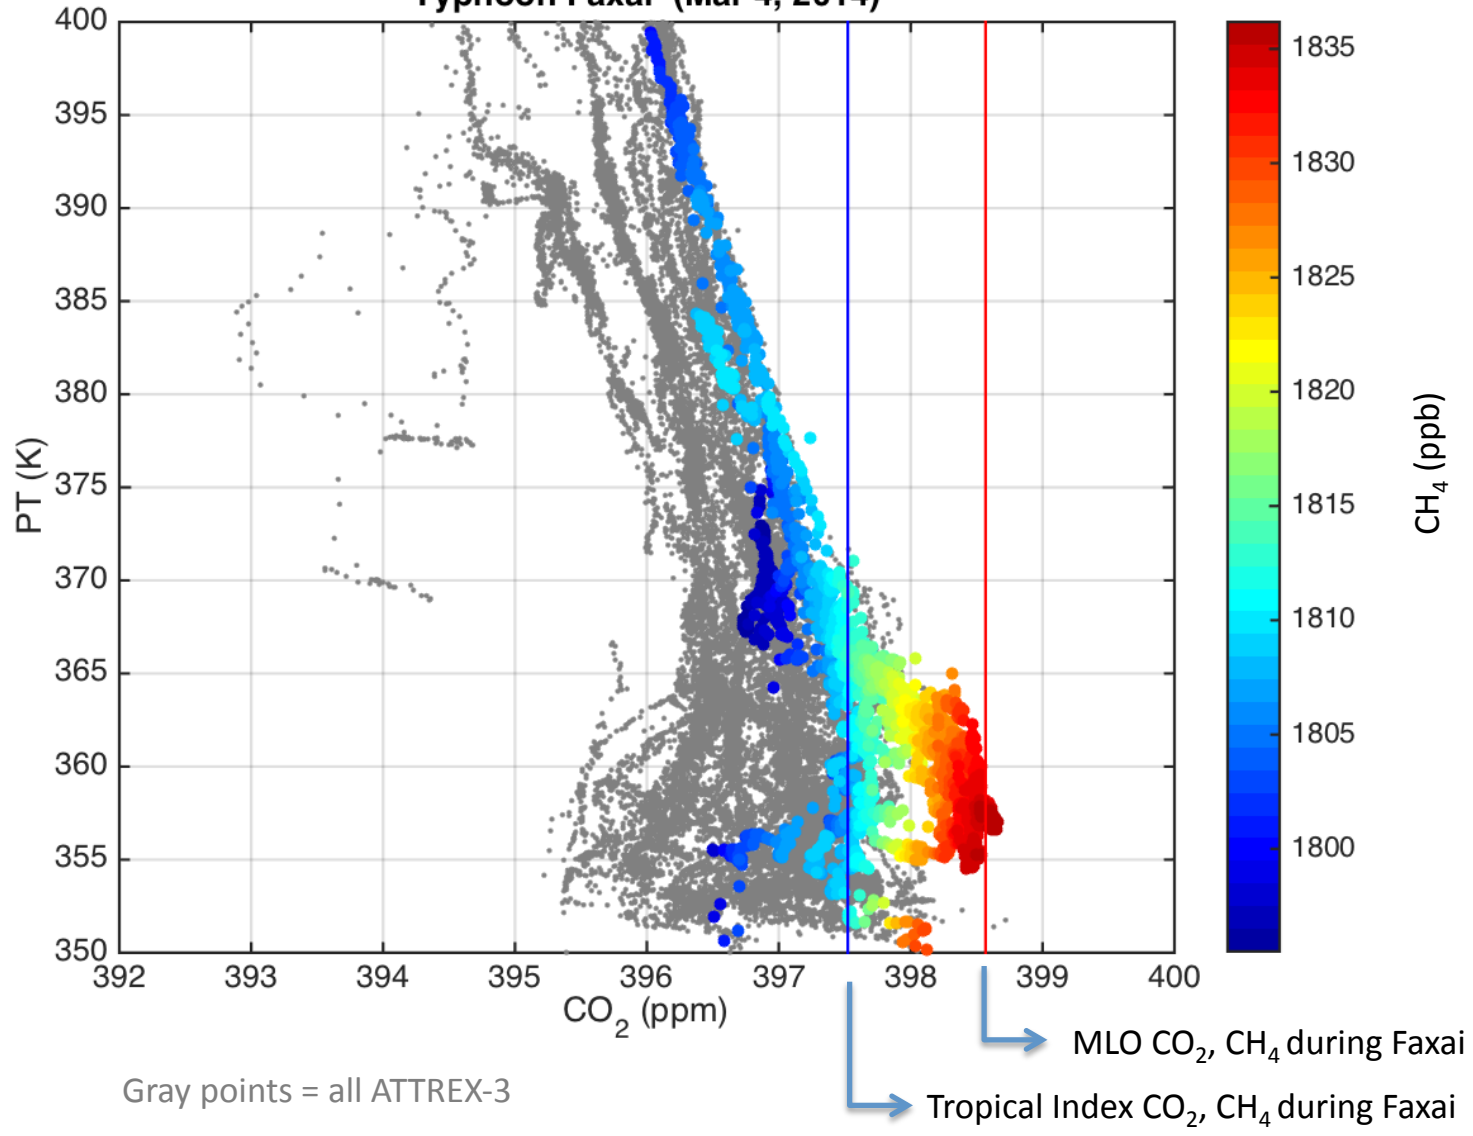 Typhoon Faxai (Mar 4, 2014)
400
395
390
385
380
375
370
365
360
355
350
PT (K)
392 393 394 395 396 397 398 399 400
CO2 (ppm)
1835
1830
1825
1820
1815
1810
1805
1800
CH4 (ppb)
MLO CO2, CH4 during Faxai
Gray points = all ATTREX-3
Tropical Index CO2, CH4 during Faxai